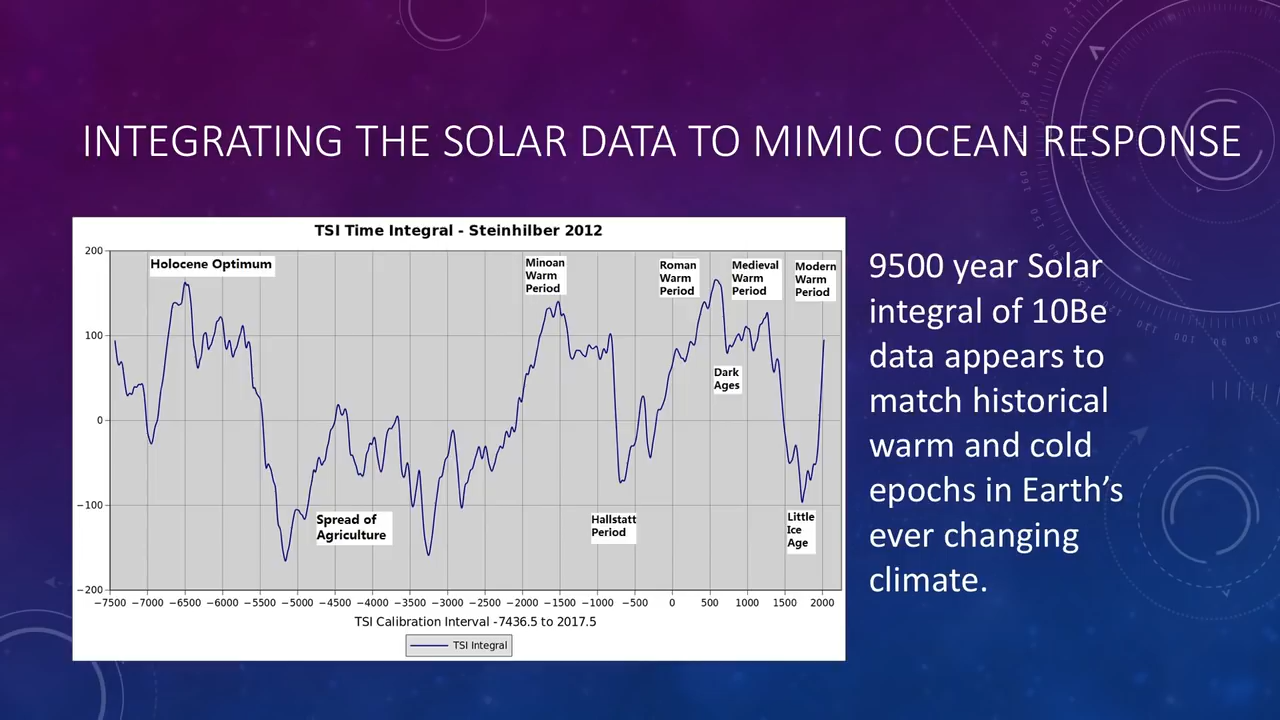 INTEGRATING THE SOLAR DATA TO MIMIC OCEAN RESPONSE
TSI Time Integral - Steinhilber 2012
200
100
0
−100
−200
Holocene Optimum
Minoan
Warm
Period
Roman
Warm
Period
Medieval
Warm
Period
Modern
Warm
Period
Dark
Ages
Spread of
Agriculture
Hallstatt
Period
Little
Ice
Age
−7500 −7000 −6500 −6000 −5500 −5000 −4500 −4000 −3500 −3000 −2500 −2000 −1500 −1000 −500 0 500 1000 1500 2000
TSI Calibration Interval -7436.5 to 2017.5
TSI Integral
9500 year Solar
integral of 10Be
data appears to
match historical
warm and cold
epochs in Earth’s
ever changing
climate.